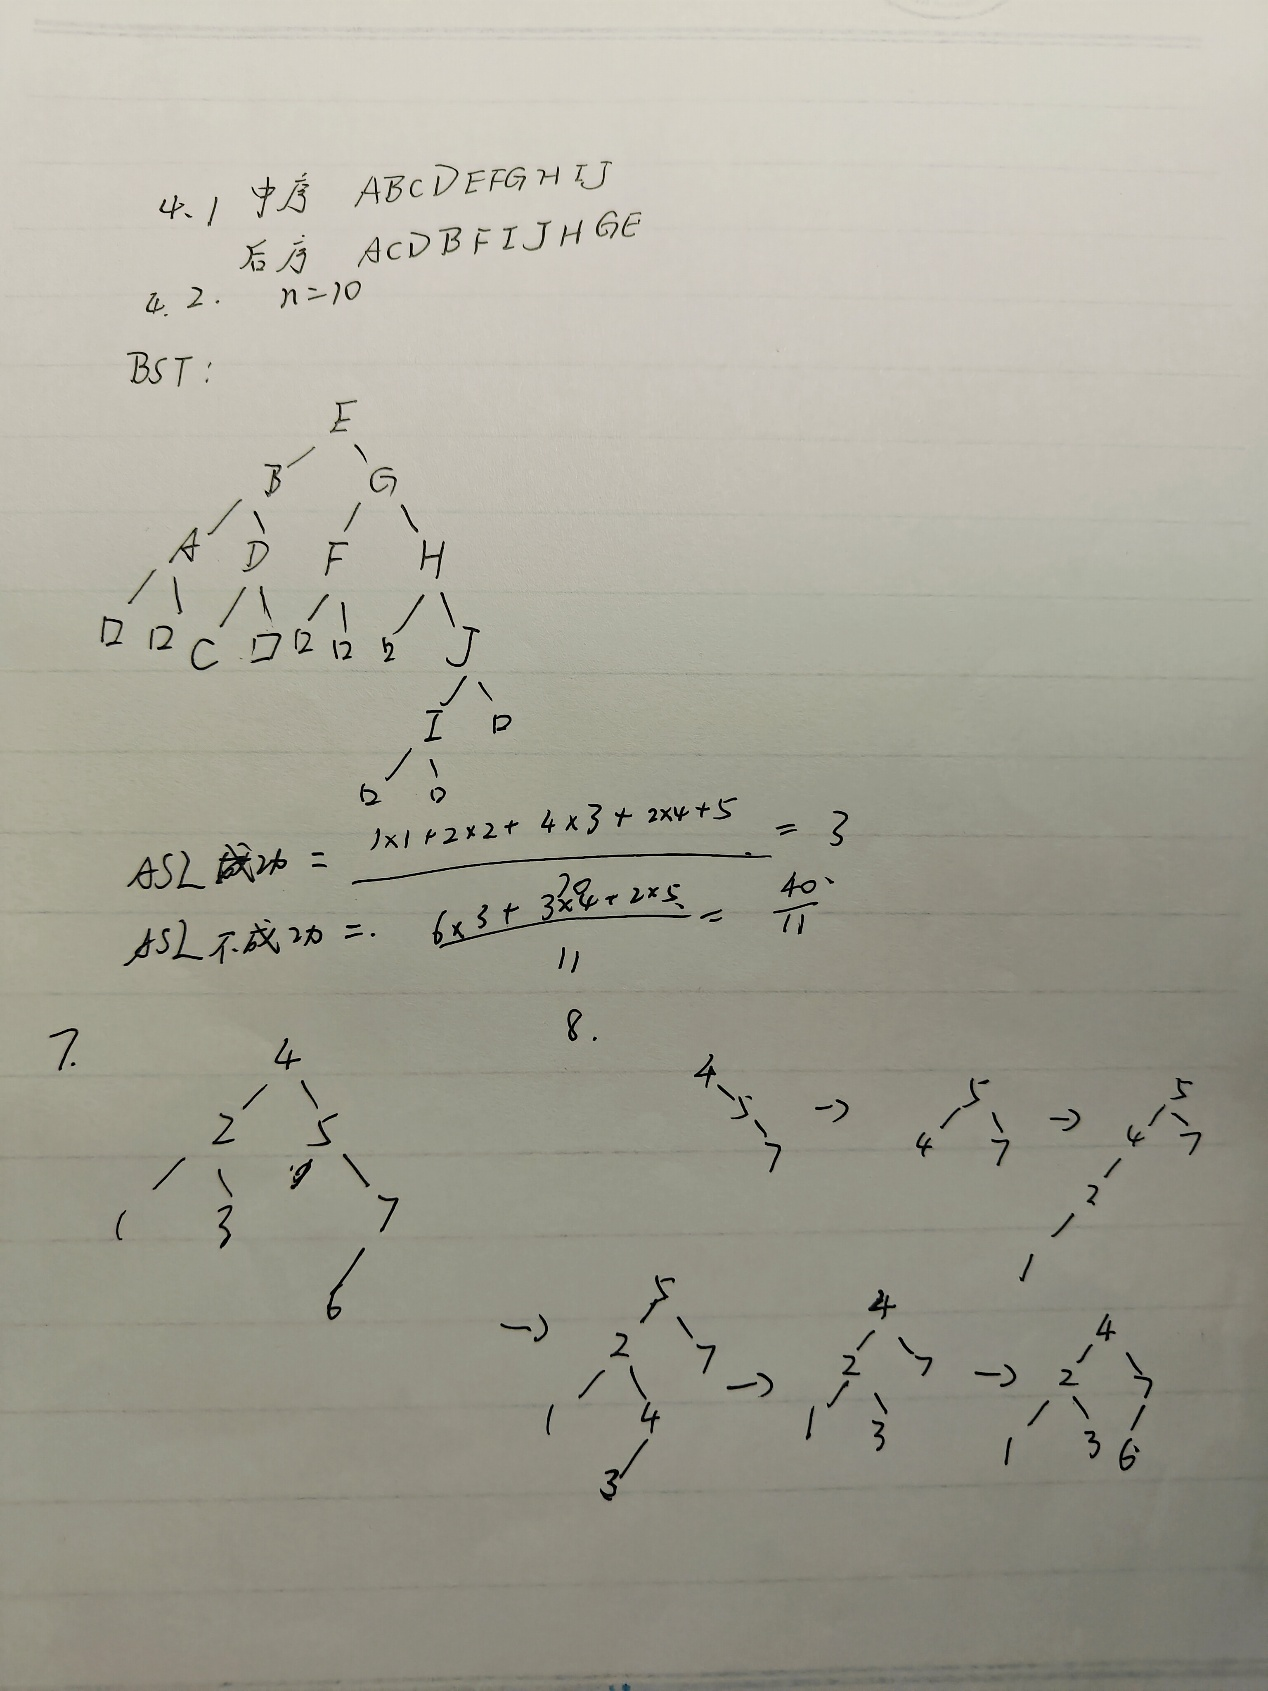 4.1 中序 ABCDEFGHIJ
后序 ACDBFIJHGE
4.2. n=10
BST:
E
B G
A D F H
C J
I
ASL成功 = 1×1+2×2+4×3+2×4+5 = 3
10
ASL不成功 = 6×3+3×4+2×5 = 40
11 11
7. 8.
4
2 5
1 3 7
6
4 5 7 → 5 4 7 → 5 4 7 2 1
→ 5 2 7 1 4 3 → 4 2 7 1 3 → 4 2 7 1 3 6